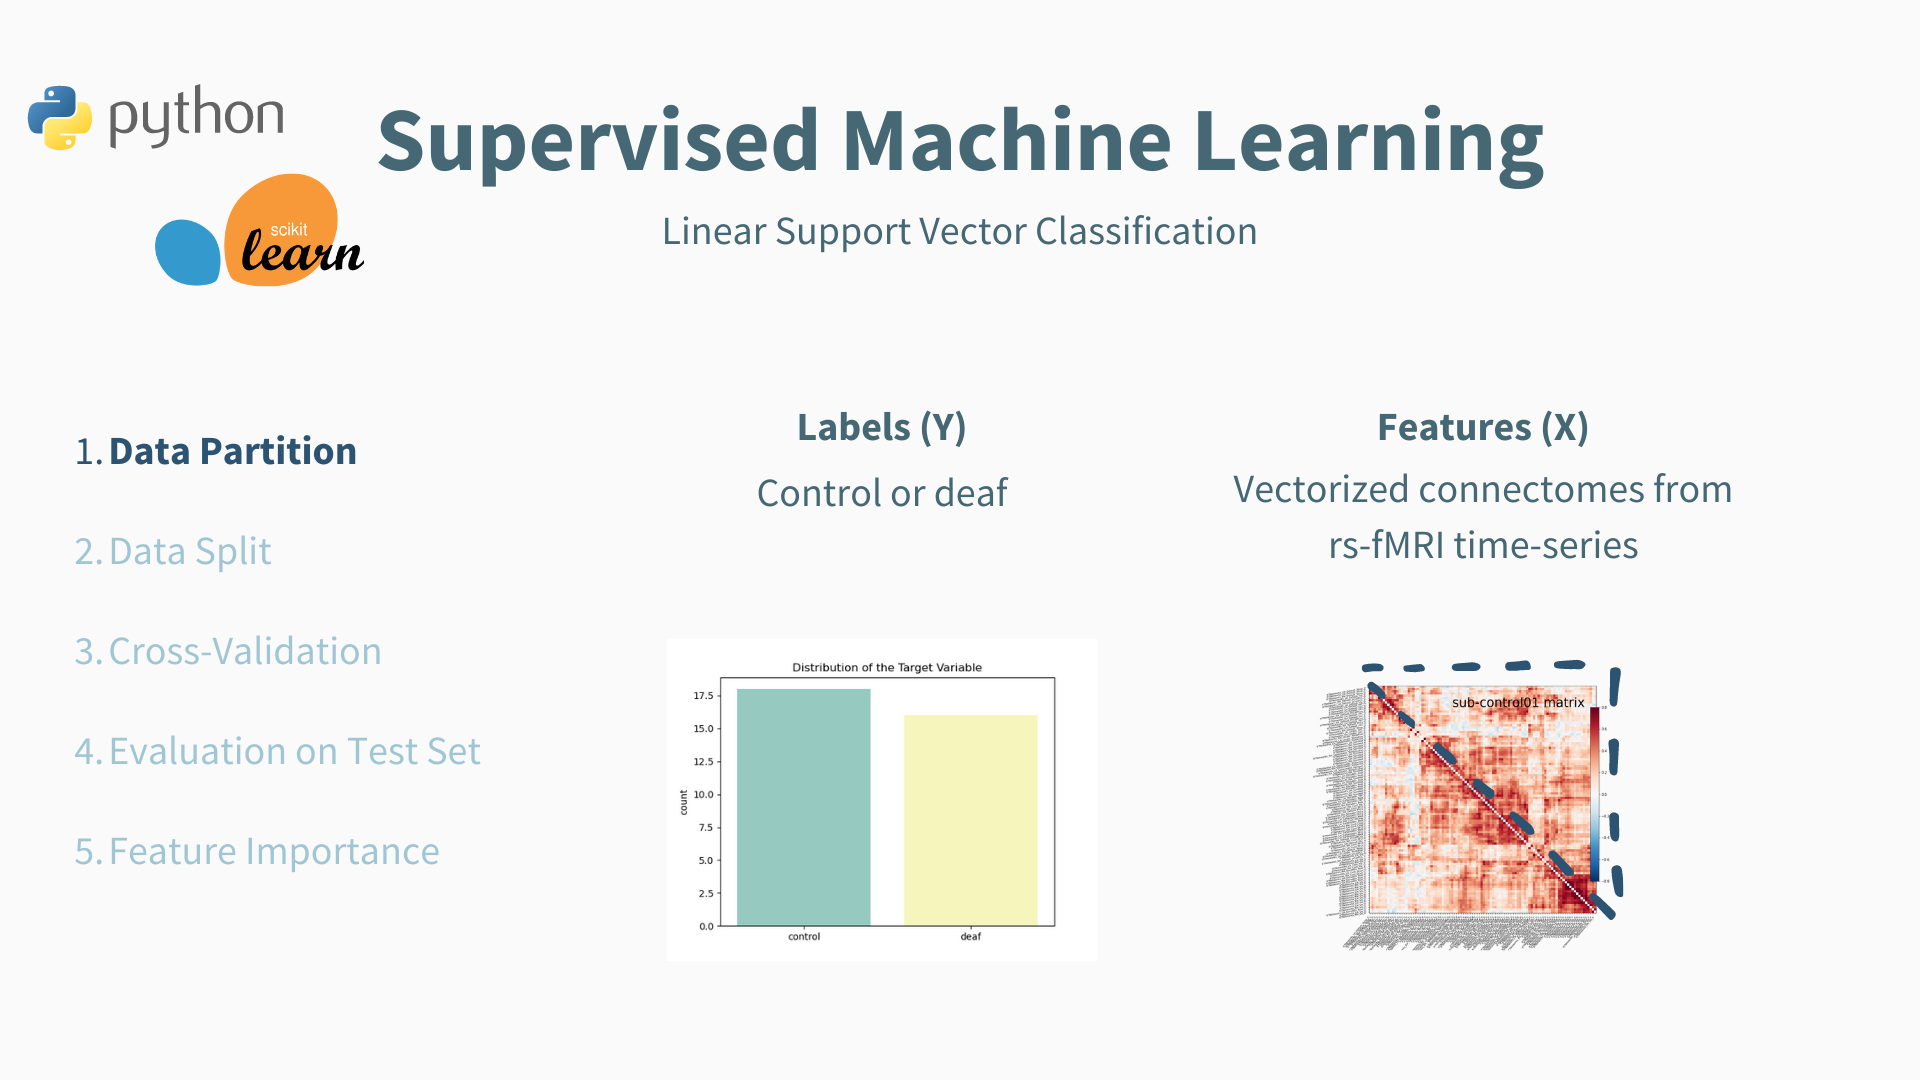 python
Supervised Machine Learning
scikit
learn
Linear Support Vector Classification
1. Data Partition
2. Data Split
3. Cross-Validation
4. Evaluation on Test Set
5. Feature Importance
Labels (Y)
Control or deaf
Distribution of the Target Variable
17.5
15.0
12.5
10.0
7.5
5.0
2.5
0.0
count
control
deaf
Features (X)
Vectorized connectomes from
rs-fMRI time-series
sub-control01 matrix